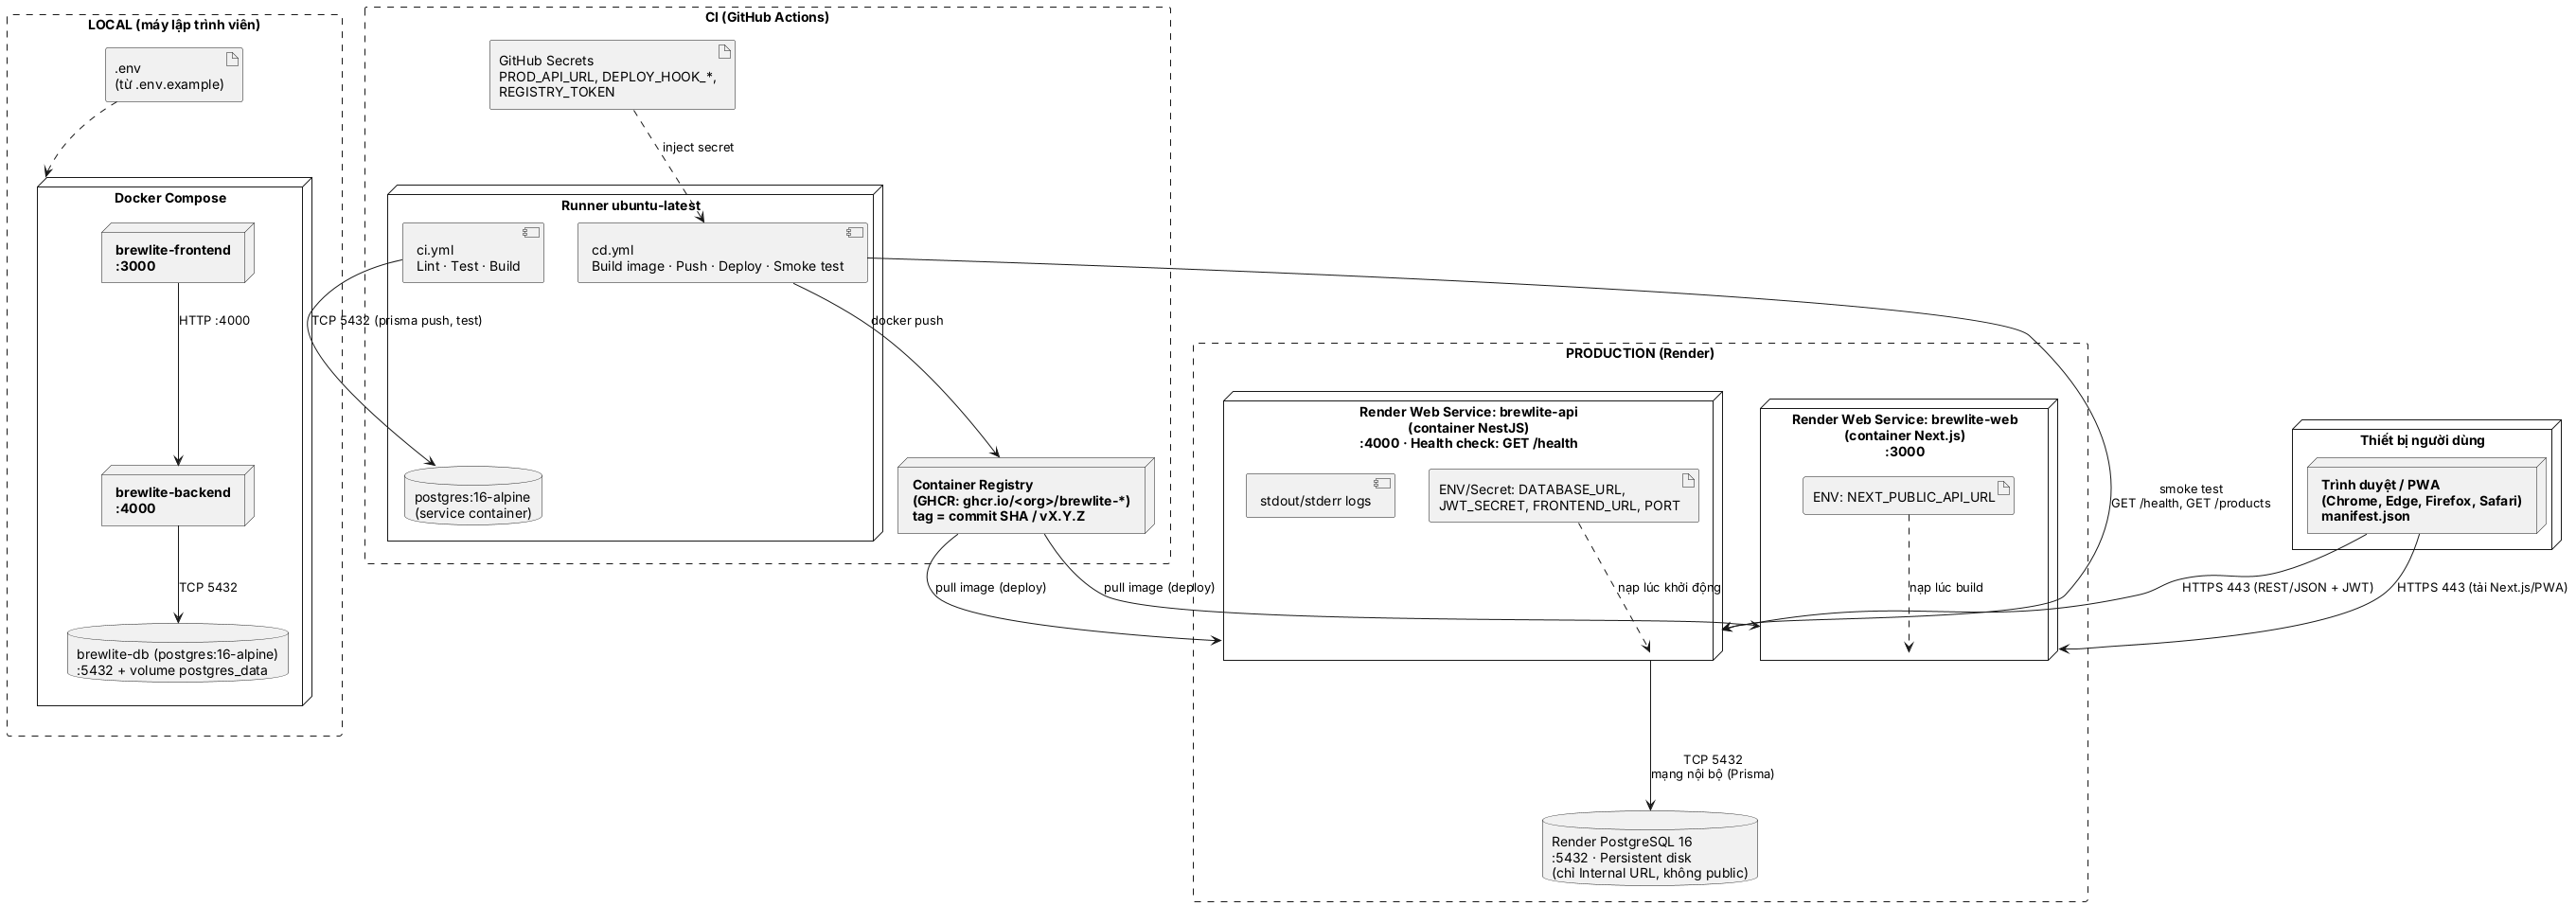 LOCAL (máy lập trình viên)
.env
(từ .env.example)
Docker Compose
brewlite-frontend
:3000
HTTP :4000
brewlite-backend
:4000
TCP 5432
brewlite-db (postgres:16-alpine)
:5432 + volume postgres_data
CI (GitHub Actions)
GitHub Secrets
PROD_API_URL, DEPLOY_HOOK_*,
REGISTRY_TOKEN
inject secret
Runner ubuntu-latest
ci.yml
Lint · Test · Build
cd.yml
Build image · Push · Deploy · Smoke test
TCP 5432 (prisma push, test)
docker push
postgres:16-alpine
(service container)
Container Registry
(GHCR: ghcr.io/<org>/brewlite-*)
tag = commit SHA / vX.Y.Z
pull image (deploy)
pull image (deploy)
PRODUCTION (Render)
Render Web Service: brewlite-api
(container NestJS)
:4000 · Health check: GET /health
stdout/stderr logs
ENV/Secret: DATABASE_URL,
JWT_SECRET, FRONTEND_URL, PORT
nạp lúc khởi động
Render Web Service: brewlite-web
(container Next.js)
:3000
ENV: NEXT_PUBLIC_API_URL
nạp lúc build
TCP 5432
mạng nội bộ (Prisma)
Render PostgreSQL 16
:5432 · Persistent disk
(chỉ Internal URL, không public)
smoke test
GET /health, GET /products
Thiết bị người dùng
Trình duyệt / PWA
(Chrome, Edge, Firefox, Safari)
manifest.json
HTTPS 443 (REST/JSON + JWT)
HTTPS 443 (tải Next.js/PWA)